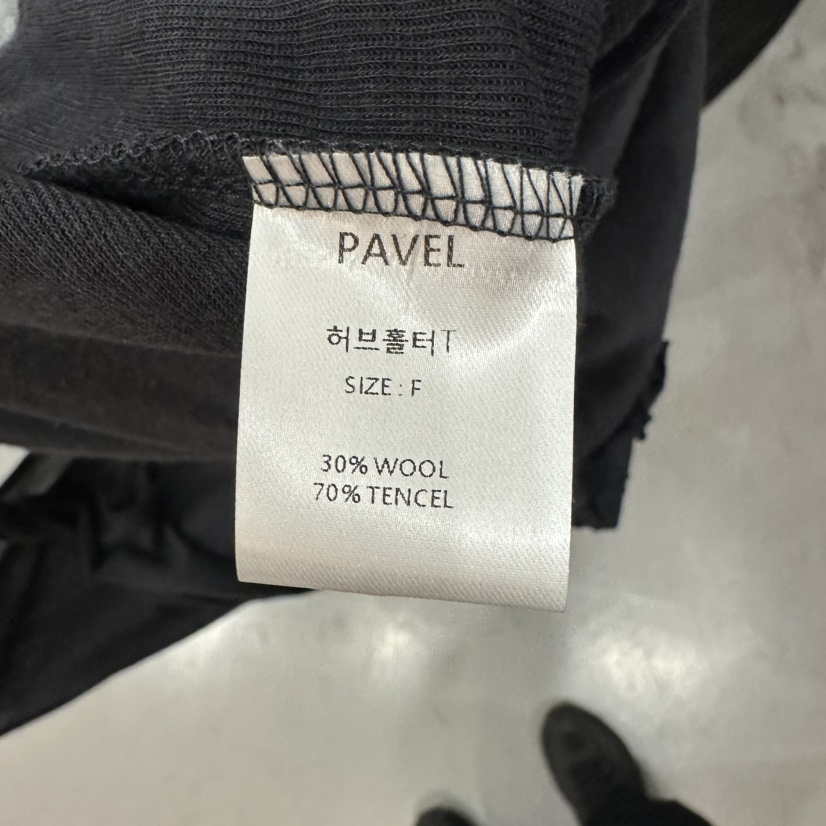 PAVEL
허브홀터T
SIZE : F
30% WOOL
70% TENCEL